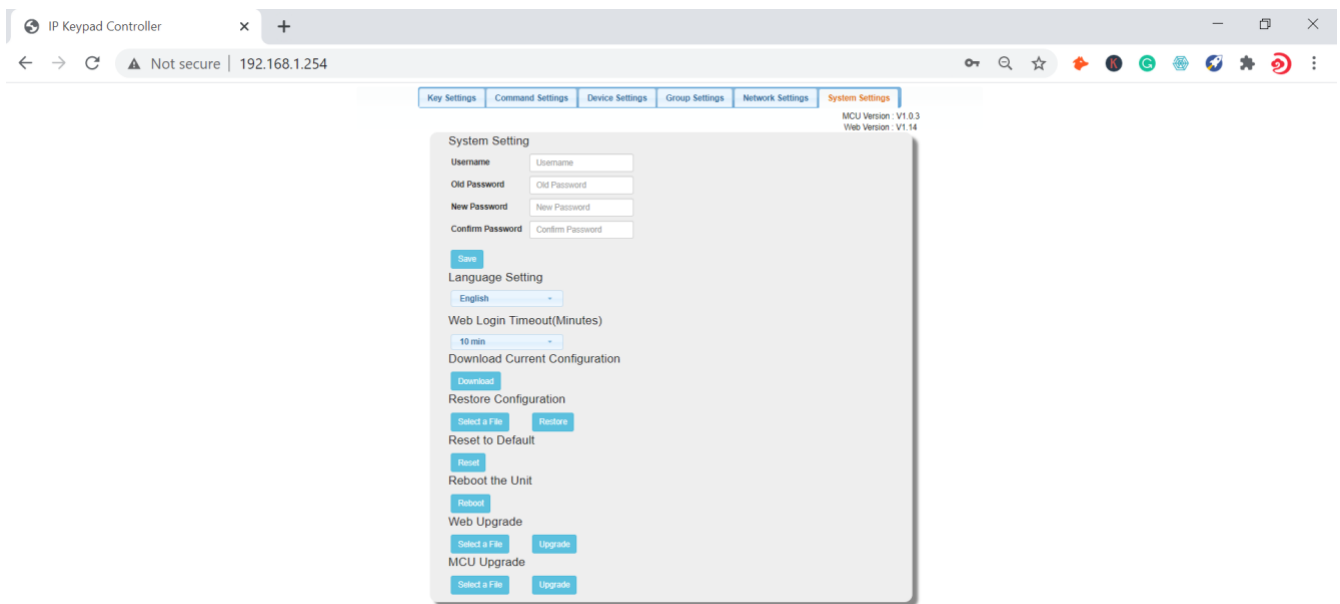 IP Keypad Controller
Not secure | 192.168.1.254
Key Settings Command Settings Device Settings Group Settings Network Settings System Settings
MCU Version : V1.0.3
Web Version : V1.14
System Setting
Username Username
Old Password Old Password
New Password New Password
Confirm Password Confirm Password
Save
Language Setting
English
Web Login Timeout(Minutes)
10 min
Download Current Configuration
Download
Restore Configuration
Select a File Restore
Reset to Default
Reset
Reboot the Unit
Reboot
Web Upgrade
Select a File Upgrade
MCU Upgrade
Select a File Upgrade